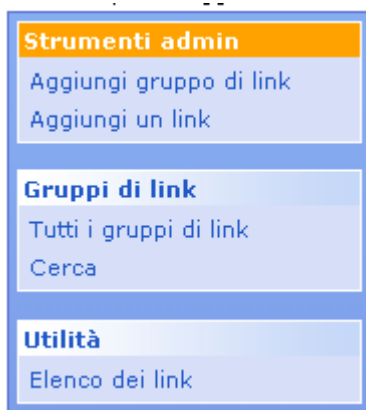 Strumenti admin
Aggiungi gruppo di link
Aggiungi un link
Gruppi di link
Tutti i gruppi di link
Cerca
Utilità
Elenco dei link